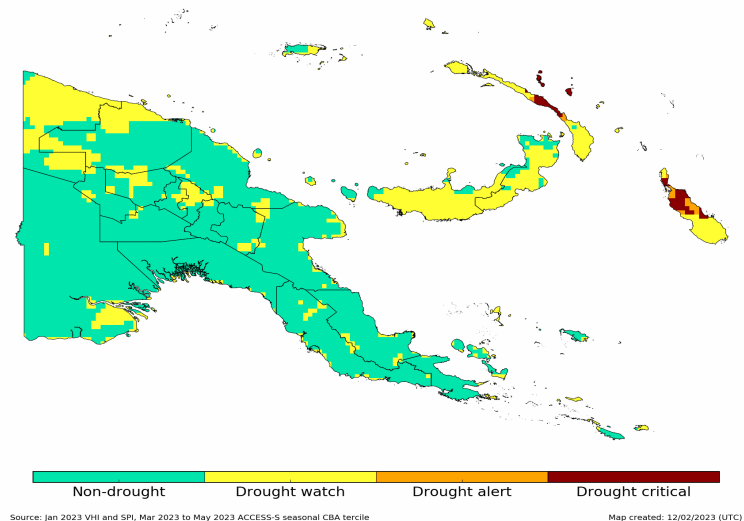 Non-drought Drought watch Drought alert Drought critical
Source: Jan 2023 VHI and SPI, Mar 2023 to May 2023 ACCESS-S seasonal CBA tercile Map created: 12/02/2023 (UTC)